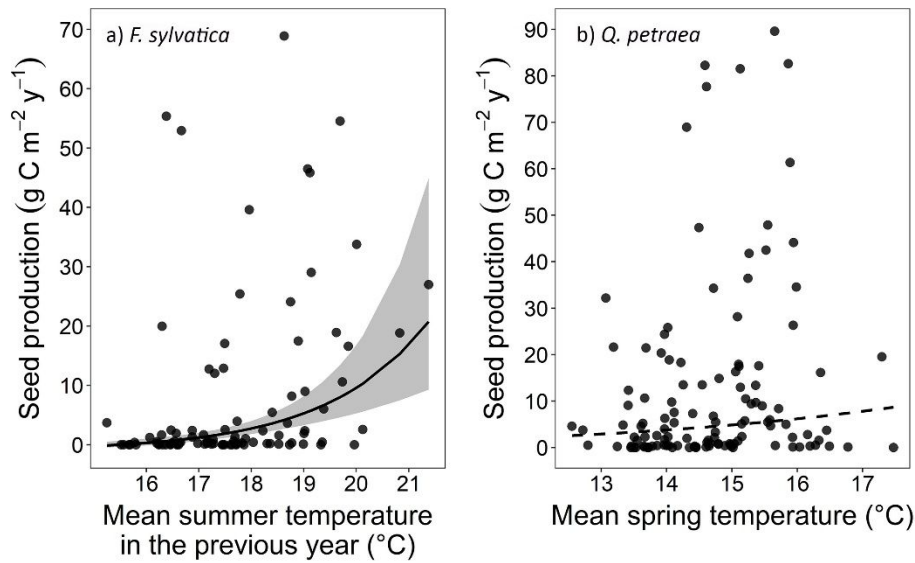 a) F. sylvatica
Seed production (g C m⁻² y⁻¹)
70
60
50
40
30
20
10
0
16 17 18 19 20 21
Mean summer temperature
in the previous year (°C)
b) Q. petraea
Seed production (g C m⁻² y⁻¹)
90
80
70
60
50
40
30
20
10
0
13 14 15 16 17
Mean spring temperature (°C)